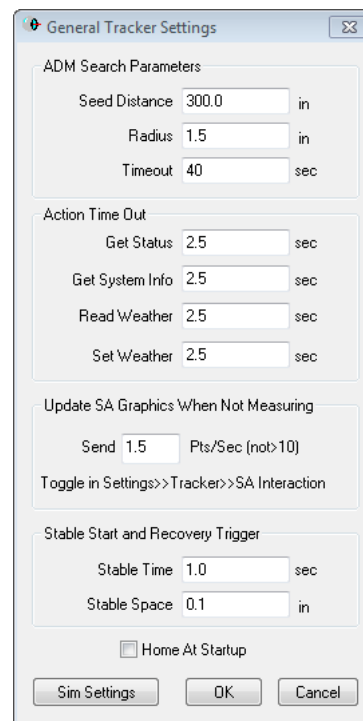 General Tracker Settings
ADM Search Parameters
Seed Distance 300.0 in
Radius 1.5 in
Timeout 40 sec
Action Time Out
Get Status 2.5 sec
Get System Info 2.5 sec
Read Weather 2.5 sec
Set Weather 2.5 sec
Update SA Graphics When Not Measuring
Send 1.5 Pts/Sec (not>10)
Toggle in Settings>>Tracker>>SA Interaction
Stable Start and Recovery Trigger
Stable Time 1.0 sec
Stable Space 0.1 in
Home At Startup
Sim Settings OK Cancel